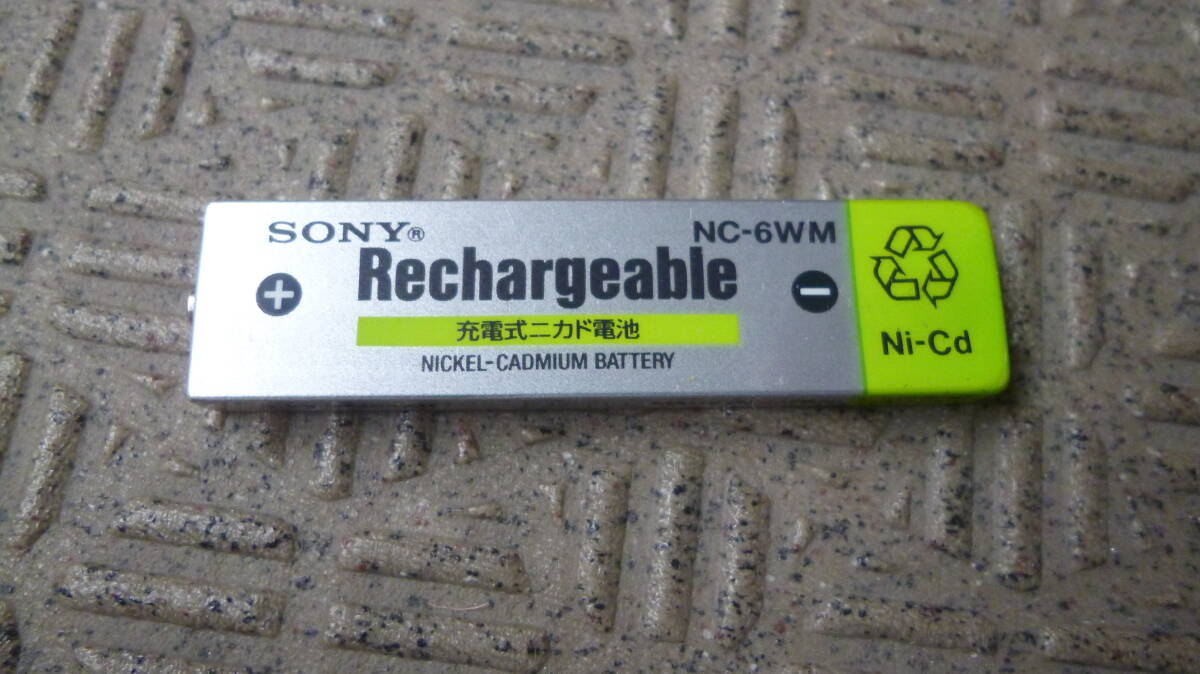 SONY®
NC-6WM
Rechargeable
充電式ニカド電池
NICKEL-CADMIUM BATTERY
Ni-Cd